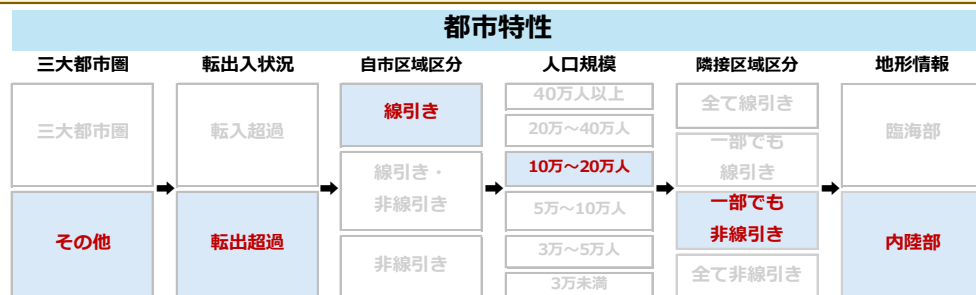 都市特性
三大都市圏
転出入状況
自市区域区分
人口規模
隣接区域区分
地形情報
三大都市圏
その他
転入超過
転出超過
線引き
線引き・
非線引き
非線引き
40万人以上
20万～40万人
10万～20万人
5万～10万人
3万～5万人
3万未満
全て線引き
一部でも
線引き
一部でも
非線引き
全て非線引き
臨海部
内陸部